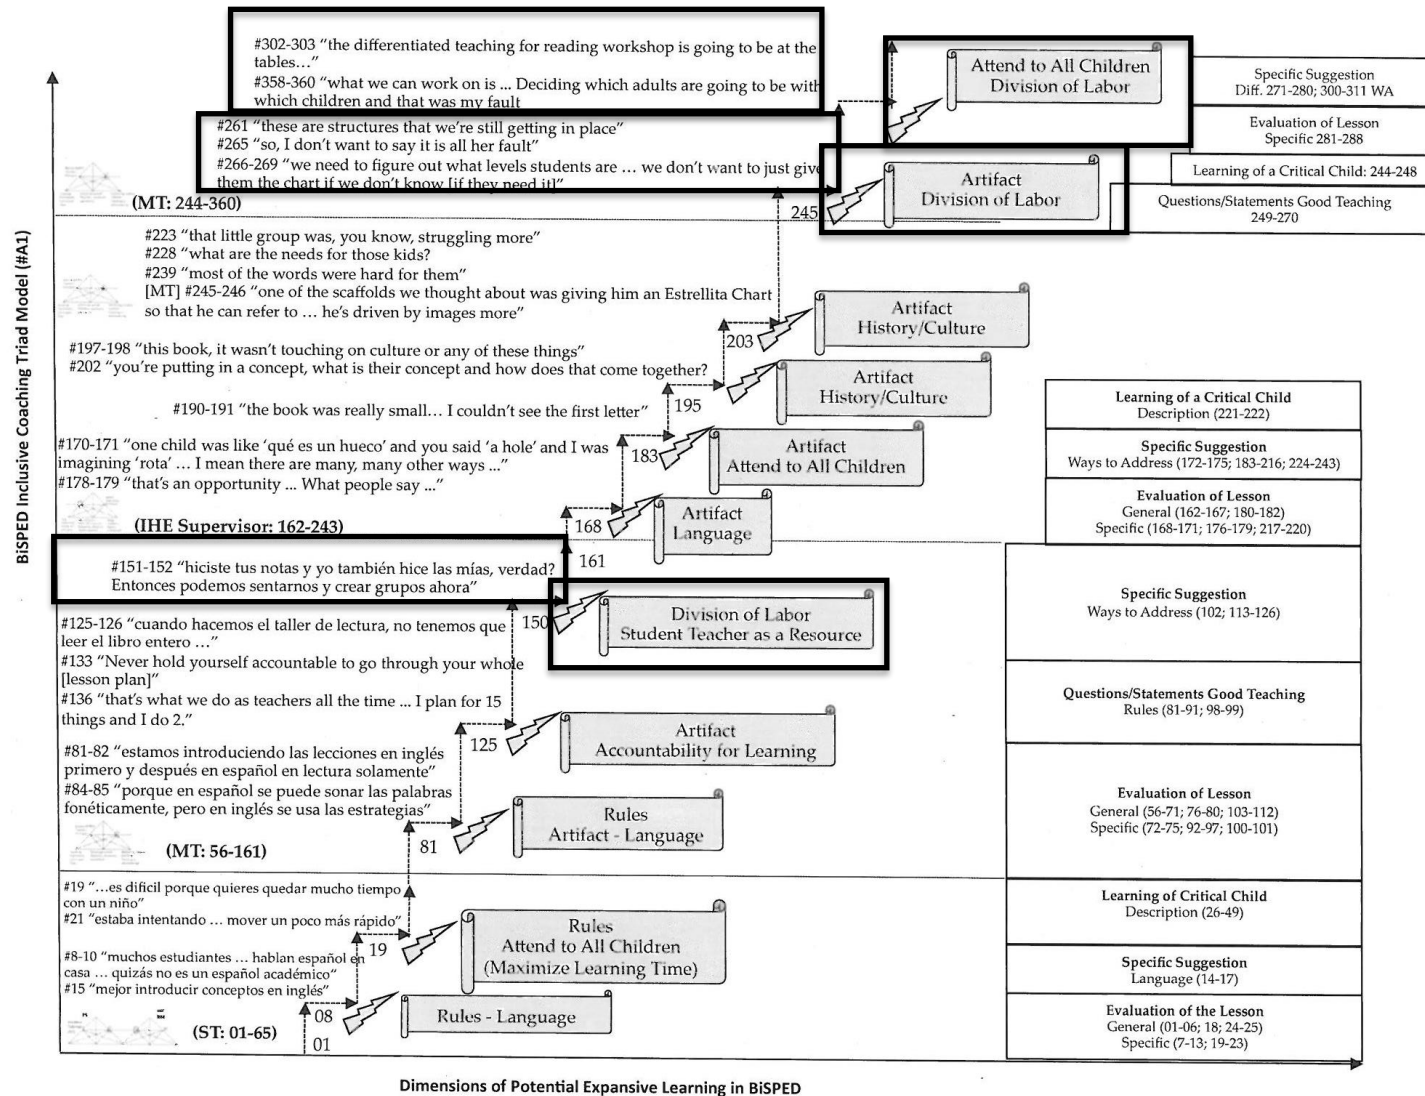 #302-303 “the differentiated teaching for reading workshop is going to be at the
tables...”
#358-360 “what we can work on is ... Deciding which adults are going to be with
which children and that was my fault
#261 “these are structures that we’re still getting in place”
#265 “so, I don’t want to say it is all her fault”
#266-269 “we need to figure out what levels students are ... we don’t want to just give
them the chart if we don’t know [if they need it]”
(MT: 244-360)
245
Attend to All Children
Division of Labor
Artifact
Division of Labor
Specific Suggestion
Diff. 271-280; 300-311 WA
Evaluation of Lesson
Specific 281-288
Learning of a Critical Child: 244-248
Questions/Statements Good Teaching
249-270
#223 “that little group was, you know, struggling more”
#228 “what are the needs for those kids?
#239 “most of the words were hard for them”
[MT] #245-246 “one of the scaffolds we thought about was giving him an Estrellita Chart
so that he can refer to ... he’s driven by images more”
#197-198 “this book, it wasn’t touching on culture or any of these things”
#202 “you’re putting in a concept, what is their concept and how does that come together?
#190-191 “the book was really small... I couldn’t see the first letter”
#170-171 “one child was like ‘qué es un hueco’ and you said ‘a hole’ and I was
imagining ‘rota’ ... I mean there are many, many other ways ...”
#178-179 “that’s an opportunity ... What people say ...”
(IHE Supervisor: 162-243)
203
Artifact
History/Culture
195
Artifact
History/Culture
183
Artifact
Attend to All Children
168
Artifact
Language
161
Learning of a Critical Child
Description (221-222)
Specific Suggestion
Ways to Address (172-175; 183-216; 224-243)
Evaluation of Lesson
General (162-167; 180-182)
Specific (168-171; 176-179; 217-220)
#151-152 “hiciste tus notas y yo también hice las mías, verdad?
Entonces podemos sentarnos y crear grupos ahora”
#125-126 “cuando hacemos el taller de lectura, no tenemos que
leer el libro entero ...”
#133 “Never hold yourself accountable to go through your whole
[lesson plan]”
#136 “that’s what we do as teachers all the time ... I plan for 15
things and I do 2.”
#81-82 “estamos introduciendo las lecciones en inglés
primero y después en español en lectura solamente”
#84-85 “porque en español se puede sonar las palabras
fonéticamente, pero en inglés se usa las estrategias”
(MT: 56-161)
150
Division of Labor
Student Teacher as a Resource
125
Artifact
Accountability for Learning
81
Rules
Artifact - Language
Specific Suggestion
Ways to Address (102; 113-126)
Questions/Statements Good Teaching
Rules (81-91; 98-99)
Evaluation of Lesson
General (56-71; 76-80; 103-112)
Specific (72-75; 92-97; 100-101)
#19 “...es dificil porque quieres quedar mucho tiempo
con un niño”
#21 “estaba intentando ... mover un poco más rápido”
#8-10 “muchos estudiantes ... hablan español en
casa ... quizás no es un español académico“
#15 “mejor introducir conceptos en inglés”
(ST: 01-65)
19
Rules
Attend to All Children
(Maximize Learning Time)
08
Rules - Language
01
Learning of Critical Child
Description (26-49)
Specific Suggestion
Language (14-17)
Evaluation of the Lesson
General (01-06; 18; 24-25)
Specific (7-13; 19-23)
BiSPED Inclusive Coaching Triad Model (#A1)
Dimensions of Potential Expansive Learning in BiSPED